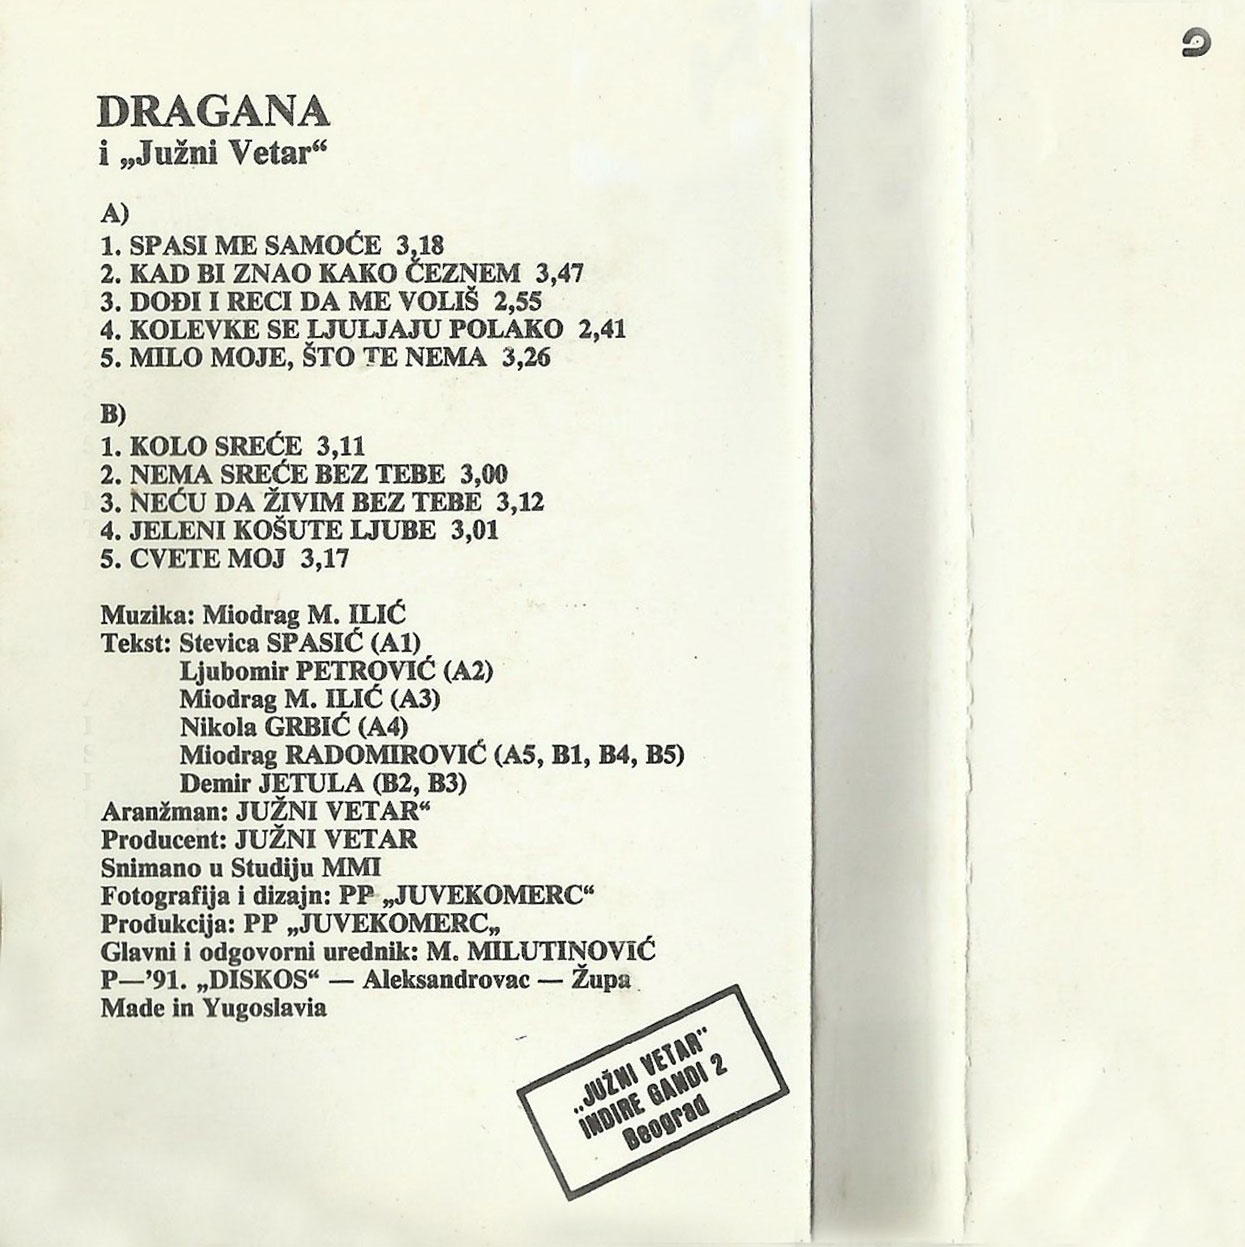 DRAGANA
i „Južni Vetar“
A)
1. SPASI ME SAMOĆE 3,18
2. KAD BI ZNAO KAKO ČEZNEM 3,47
3. DOĐI I RECI DA ME VOLIŠ 2,55
4. KOLEVKE SE LJULJAJU POLAKO 2,41
5. MILO MOJE, ŠTO TE NEMA 3,26
B)
1. KOLO SREĆE 3,11
2. NEMA SREĆE BEZ TEBE 3,00
3. NEĆU DA ŽIVIM BEZ TEBE 3,12
4. JELENI KOŠUTE LJUBE 3,01
5. CVETE MOJ 3,17
Muzika: Miodrag M. ILIĆ
Tekst: Stevica SPASIĆ (A1)
Ljubomir PETROVIĆ (A2)
Miodrag M. ILIĆ (A3)
Nikola GRBIĆ (A4)
Miodrag RADOMIROVIĆ (A5, B1, B4, B5)
Demir JETULA (B2, B3)
Aranžman: JUŽNI VETAR“
Producent: JUŽNI VETAR
Snimano u Studiju MMI
Fotografija i dizajn: PP „JUVEKOMERC“
Produkcija: PP „JUVEKOMERC„
Glavni i odgovorni urednik: M. MILUTINOVIĆ
P—’91. „DISKOS“ — Aleksandrovac — Župa
Made in Yugoslavia
„JUŽNI VETAR“
INDIRE GANDI 2
Beograd